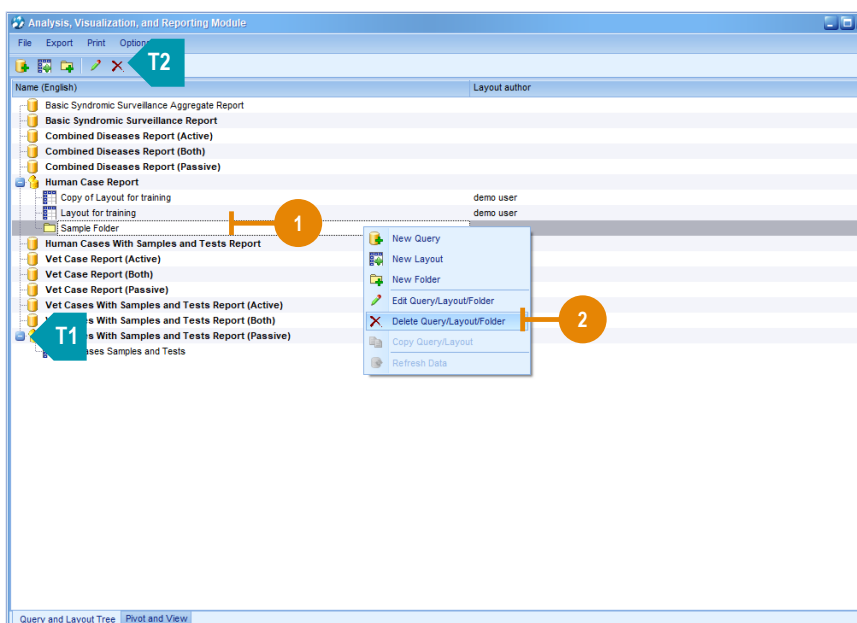 Analysis, Visualization, and Reporting Module
File Export Print
T2
Name (English) Layout author
Basic Syndromic Surveillance Aggregate Report
Basic Syndromic Surveillance Report
Combined Diseases Report (Active)
Combined Diseases Report (Both)
Combined Diseases Report (Passive)
Human Case Report
Copy of Layout for training demo user
Layout for training demo user
1
Sample Folder
New Query
Human Cases With Samples and Tests Report
New Layout
Vet Case Report (Active)
Vet Case Report (Both)
New Folder
Vet Case Report (Passive)
Edit Query/Layout/Folder
Vet Cases With Samples and Tests Report (Active)
With Samples and Tests Report (Both)
Delete Query/Layout/Folder
2
T1
With Samples and Tests Report (Passive)
Copy Query/Layout
Samples and Tests
Refresh Data
Query and Layout Tree Pivot and View